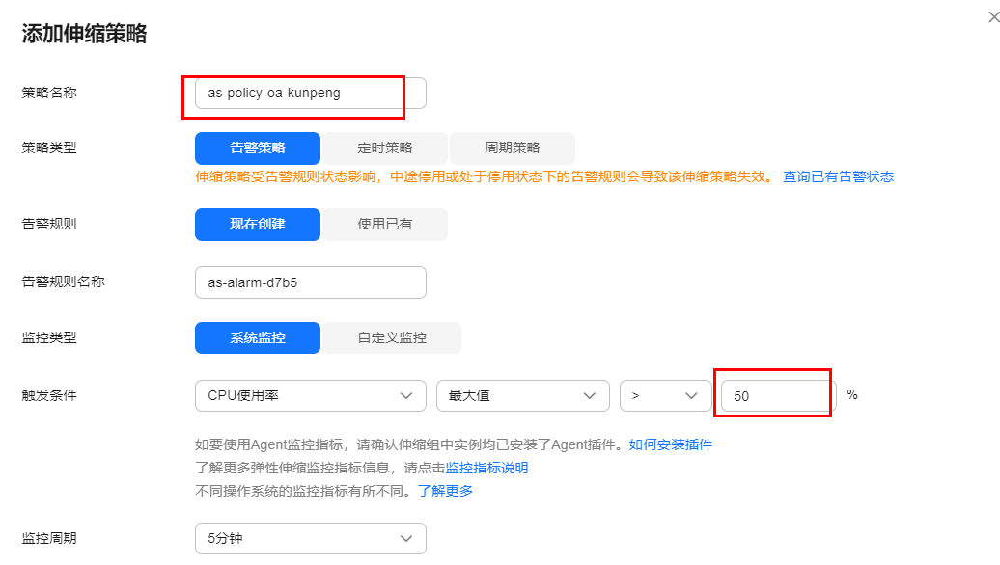 添加伸缩策略
策略名称 as-policy-oa-kunpeng
策略类型 告警策略 定时策略 周期策略
伸缩策略受告警规则状态影响，中途停用或处于停用状态下的告警规则会导致该伸缩策略失效。 查询已有告警状态
告警规则 现在创建 使用已有
告警规则名称 as-alarm-d7b5
监控类型 系统监控 自定义监控
触发条件 CPU使用率 最大值 > 50 %
如要使用Agent监控指标，请确认伸缩组中实例均已安装了Agent插件。如何安装插件
了解更多弹性伸缩监控指标信息，请点击监控指标说明
不同操作系统的监控指标有所不同。了解更多
监控周期 5分钟